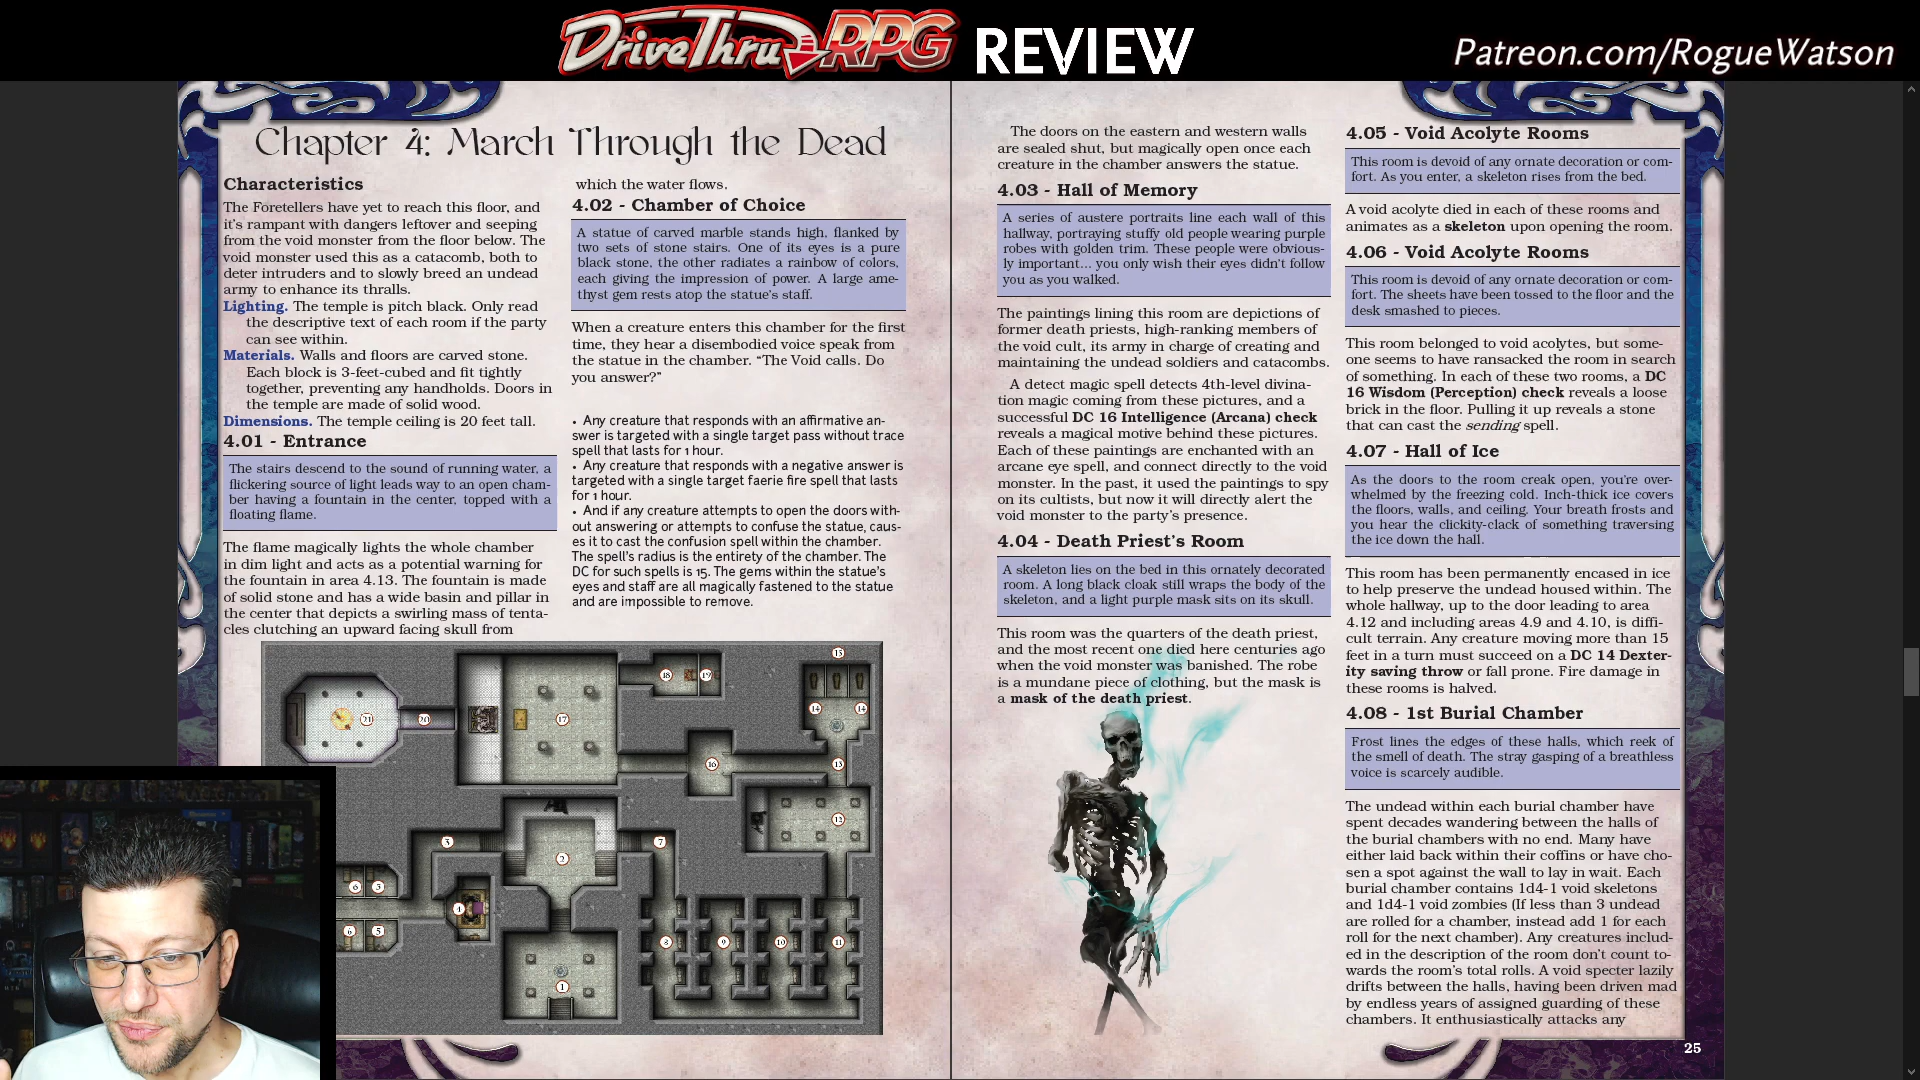 DriveThruRPG REVIEW
Patreon.com/RogueWatson
Chapter 4: March Through the Dead
Characteristics
The Foretellers have yet to reach this floor, and
it's rampant with dangers leftover and seeping
from the void monster from the floor below. The
void monster used this as a catacomb, both to
deter intruders and to slowly breed an undead
army to enhance its thralls.
Lighting. The temple is pitch black. Only read
the descriptive text of each room if the party
can see within.
Materials. Walls and floors are carved stone.
Each block is 3-feet-cubed and fit tightly
together, preventing any handholds. Doors in
the temple are made of solid wood.
Dimensions. The temple ceiling is 20 feet tall.
4.01 - Entrance
The stairs descend to the sound of running water, a
flickering source of light leads way to an open cham-
ber having a fountain in the center, topped with a
floating flame.
The flame magically lights the whole chamber
in dim light and acts as a potential warning for
the fountain in area 4.13. The fountain is made
of solid stone and has a wide basin and pillar in
the center that depicts a swirling mass of tenta-
cles clutching an upward facing skull from
which the water flows.
4.02 - Chamber of Choice
A statue of carved marble stands high, flanked by
two sets of stone stairs. One of its eyes is a pure
black stone, the other radiates a rainbow of colors,
each giving the impression of power. A large ame-
thyst gem rests atop the statue's staff.
When a creature enters this chamber for the first
time, they hear a disembodied voice speak from
the statue in the chamber. “The Void calls. Do
you answer?”
• Any creature that responds with an affirmative an-
swer is targeted with a single target pass without trace
spell that lasts for 1 hour.
• Any creature that responds with a negative answer is
targeted with a single target faerie fire spell that lasts
for 1 hour.
• And if any creature attempts to open the doors with-
out answering or attempts to confuse the statue, caus-
es it to cast the confusion spell within the chamber.
The spell's radius is the entirety of the chamber. The
DC for such spells is 15. The gems within the statue's
eyes and staff are all magically fastened to the statue
and are impossible to remove.
15
18 19
14 14
21 20 17
16 13
12
3 7
2
6 5
4
6 5
8 9 10 11
1
The doors on the eastern and western walls
are sealed shut, but magically open once each
creature in the chamber answers the statue.
4.03 - Hall of Memory
A series of austere portraits line each wall of this
hallway, portraying stuffy old people wearing purple
robes with golden trim. These people were obvious-
ly important... you only wish their eyes didn't follow
you as you walked.
The paintings lining this room are depictions of
former death priests, high-ranking members of
the void cult, its army in charge of creating and
maintaining the undead soldiers and catacombs.
A detect magic spell detects 4th-level divina-
tion magic coming from these pictures, and a
successful DC 16 Intelligence (Arcana) check
reveals a magical motive behind these pictures.
Each of these paintings are enchanted with an
arcane eye spell, and connect directly to the void
monster. In the past, it used the paintings to spy
on its cultists, but now it will directly alert the
void monster to the party's presence.
4.04 - Death Priest's Room
A skeleton lies on the bed in this ornately decorated
room. A long black cloak still wraps the body of the
skeleton, and a light purple mask sits on its skull.
This room was the quarters of the death priest,
and the most recent one died here centuries ago
when the void monster was banished. The robe
is a mundane piece of clothing, but the mask is
a mask of the death priest.
4.05 - Void Acolyte Rooms
This room is devoid of any ornate decoration or com-
fort. As you enter, a skeleton rises from the bed.
A void acolyte died in each of these rooms and
animates as a skeleton upon opening the room.
4.06 - Void Acolyte Rooms
This room is devoid of any ornate decoration or com-
fort. The sheets have been tossed to the floor and the
desk smashed to pieces.
This room belonged to void acolytes, but some-
one seems to have ransacked the room in search
of something. In each of these two rooms, a DC
16 Wisdom (Perception) check reveals a loose
brick in the floor. Pulling it up reveals a stone
that can cast the sending spell.
4.07 - Hall of Ice
As the doors to the room creak open, you're over-
whelmed by the freezing cold. Inch-thick ice covers
the floors, walls, and ceiling. Your breath frosts and
you hear the clickity-clack of something traversing
the ice down the hall.
This room has been permanently encased in ice
to help preserve the undead housed within. The
whole hallway, up to the door leading to area
4.12 and including areas 4.9 and 4.10, is diffi-
cult terrain. Any creature moving more than 15
feet in a turn must succeed on a DC 14 Dexter-
ity saving throw or fall prone. Fire damage in
these rooms is halved.
4.08 - 1st Burial Chamber
Frost lines the edges of these halls, which reek of
the smell of death. The stray gasping of a breathless
voice is scarcely audible.
The undead within each burial chamber have
spent decades wandering between the halls of
the burial chambers with no end. Many have
either laid back within their coffins or have cho-
sen a spot against the wall to lay in wait. Each
burial chamber contains 1d4-1 void skeletons
and 1d4-1 void zombies (If less than 3 undead
are rolled for a chamber, instead add 1 for each
roll for the next chamber). Any creatures includ-
ed in the description of the room don't count to-
wards the room's total rolls. A void specter lazily
drifts between the halls, having been driven mad
by endless years of assigned guarding of these
chambers. It enthusiastically attacks any
25